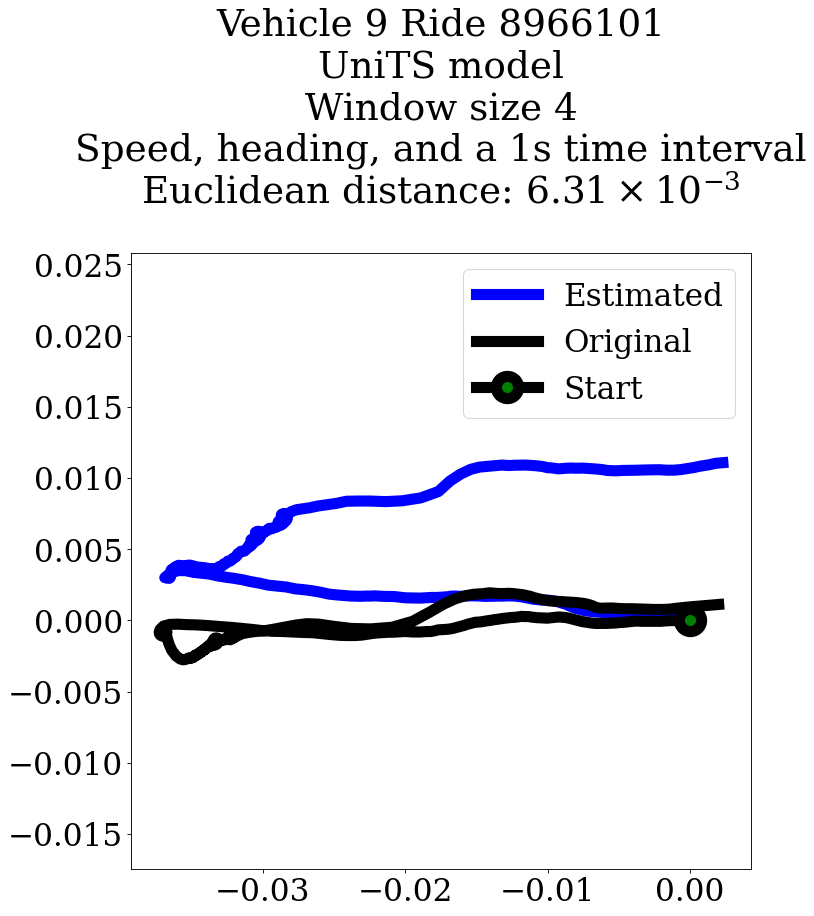 Vehicle 9 Ride 8966101
UniTS model
Window size 4
Speed, heading, and a 1s time interval
Euclidean distance: 6.31 × 10⁻³
Estimated
Original
Start
0.025
0.020
0.015
0.010
0.005
0.000
−0.005
−0.010
−0.015
−0.03
−0.02
−0.01
0.00